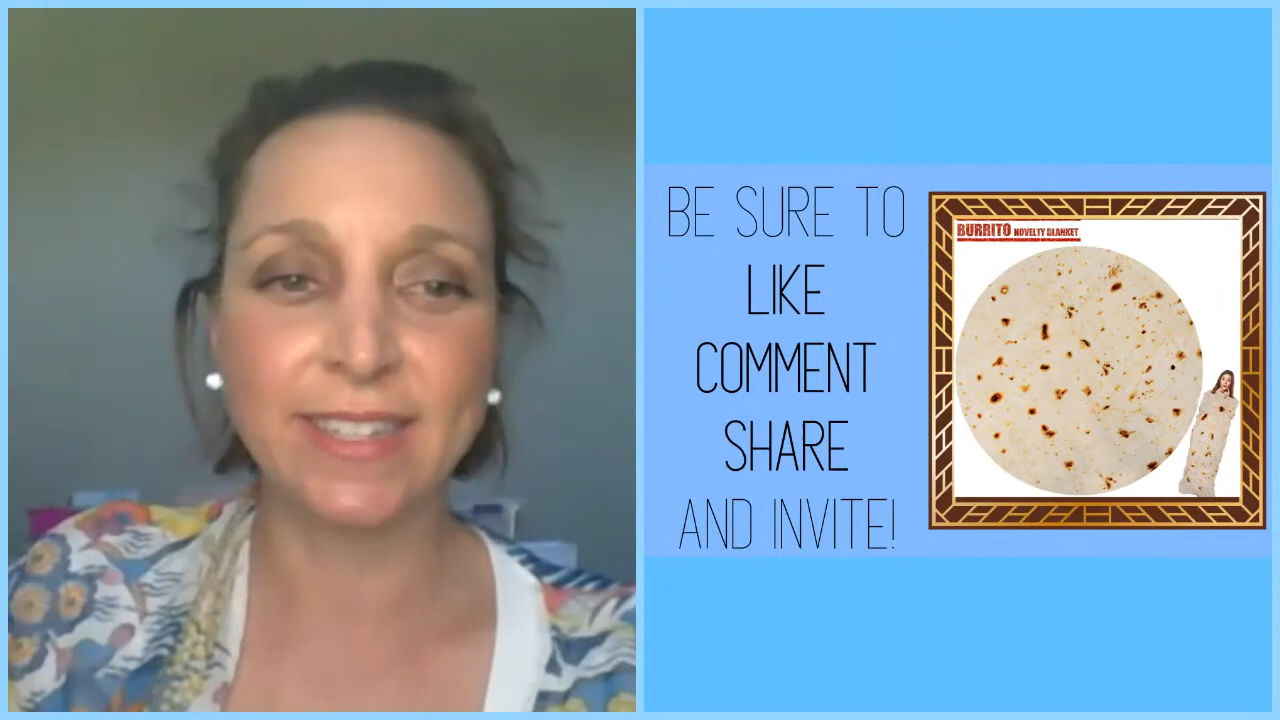 BE SURE TO
LIKE
COMMENT
SHARE
AND INVITE!
BURRITO NOVELTY BLANKET